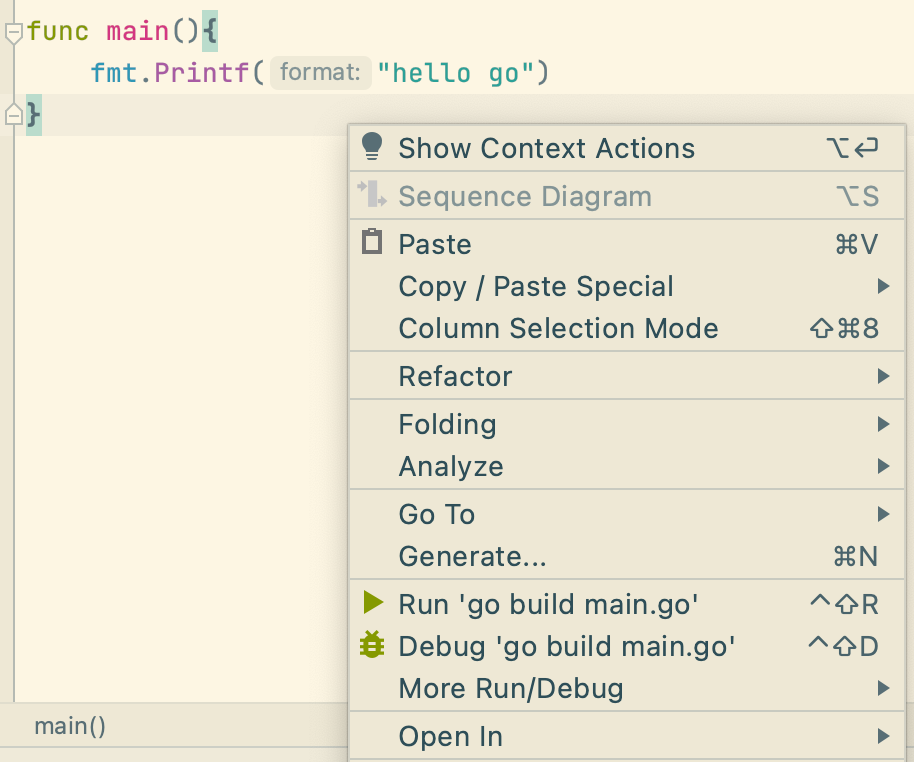 func main(){
fmt.Printf( format: "hello go")
}
Show Context Actions ⌥⏎
Sequence Diagram ⌥S
Paste ⌘V
Copy / Paste Special
Column Selection Mode ⇧⌘8
Refactor
Folding
Analyze
Go To
Generate... ⌘N
Run 'go build main.go' ^⇧R
Debug 'go build main.go' ^⇧D
More Run/Debug
main()
Open In